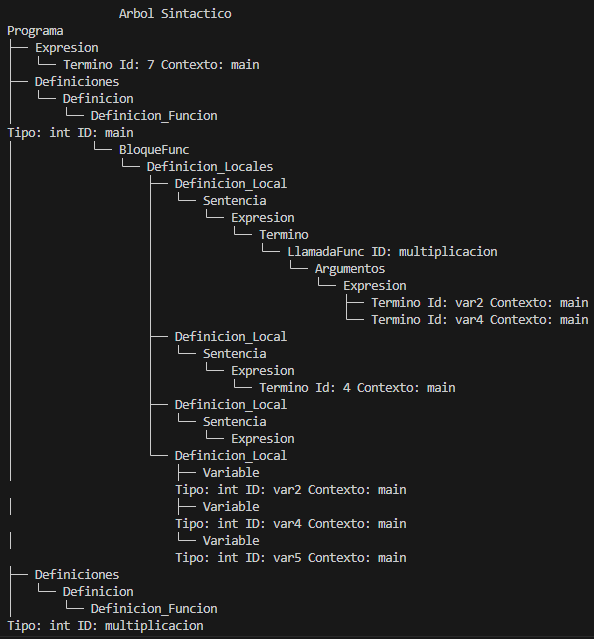 Arbol Sintactico
Programa
├── Expresion
│   └── Termino Id: 7 Contexto: main
├── Definiciones
│   └── Definicion
│       └── Definicion_Funcion
Tipo: int ID: main
│           └── BloqueFunc
│               └── Definicion_Locales
│                   ├── Definicion_Local
│                   │   └── Sentencia
│                   │       └── Expresion
│                   │           └── Termino
│                   │               └── LlamadaFunc ID: multiplicacion
│                   │                   └── Argumentos
│                   │                       └── Expresion
│                   │                           ├── Termino Id: var2 Contexto: main
│                   │                           └── Termino Id: var4 Contexto: main
│                   ├── Definicion_Local
│                   │   └── Sentencia
│                   │       └── Expresion
│                   │           └── Termino Id: 4 Contexto: main
│                   ├── Definicion_Local
│                   │   └── Sentencia
│                   │       └── Expresion
│                   └── Definicion_Local
│                       ├── Variable
                        Tipo: int ID: var2 Contexto: main
│                       ├── Variable
                        Tipo: int ID: var4 Contexto: main
│                       └── Variable
                        Tipo: int ID: var5 Contexto: main
├── Definiciones
│   └── Definicion
│       └── Definicion_Funcion
Tipo: int ID: multiplicacion